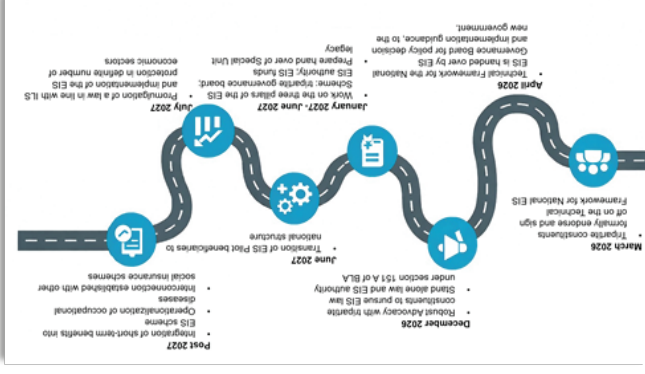 March 2026
• Tripartite constituents
formally endorse and sign
off on the Technical
Framework for National EIS
April 2026
• Technical Framework for the National
EIS is handed over by EIS
Governance Board for policy decision
and implementation guidance, to the
new government.
December 2026
• Robust Advocacy with tripartite
constituents to pursue EIS law
• Stand alone law and EIS authority
under section 151 A of BLA
January 2027- June 2027
• Work on the three pillars of the EIS
Scheme: tripartite governance board;
EIS authority; EIS funds
• Prepare hand over of Special Unit
legacy
June 2027
• Transition of EIS Pilot beneficiaries to
national structure
July 2027
• Promulgation of a law in line with ILS
and implementation of the EIS
protection in definite number of
economic sectors
Post 2027
• Integration of short-term benefits into
EIS scheme
• Operationalization of occupational
diseases
• Interconnection established with other
social insurance schemes